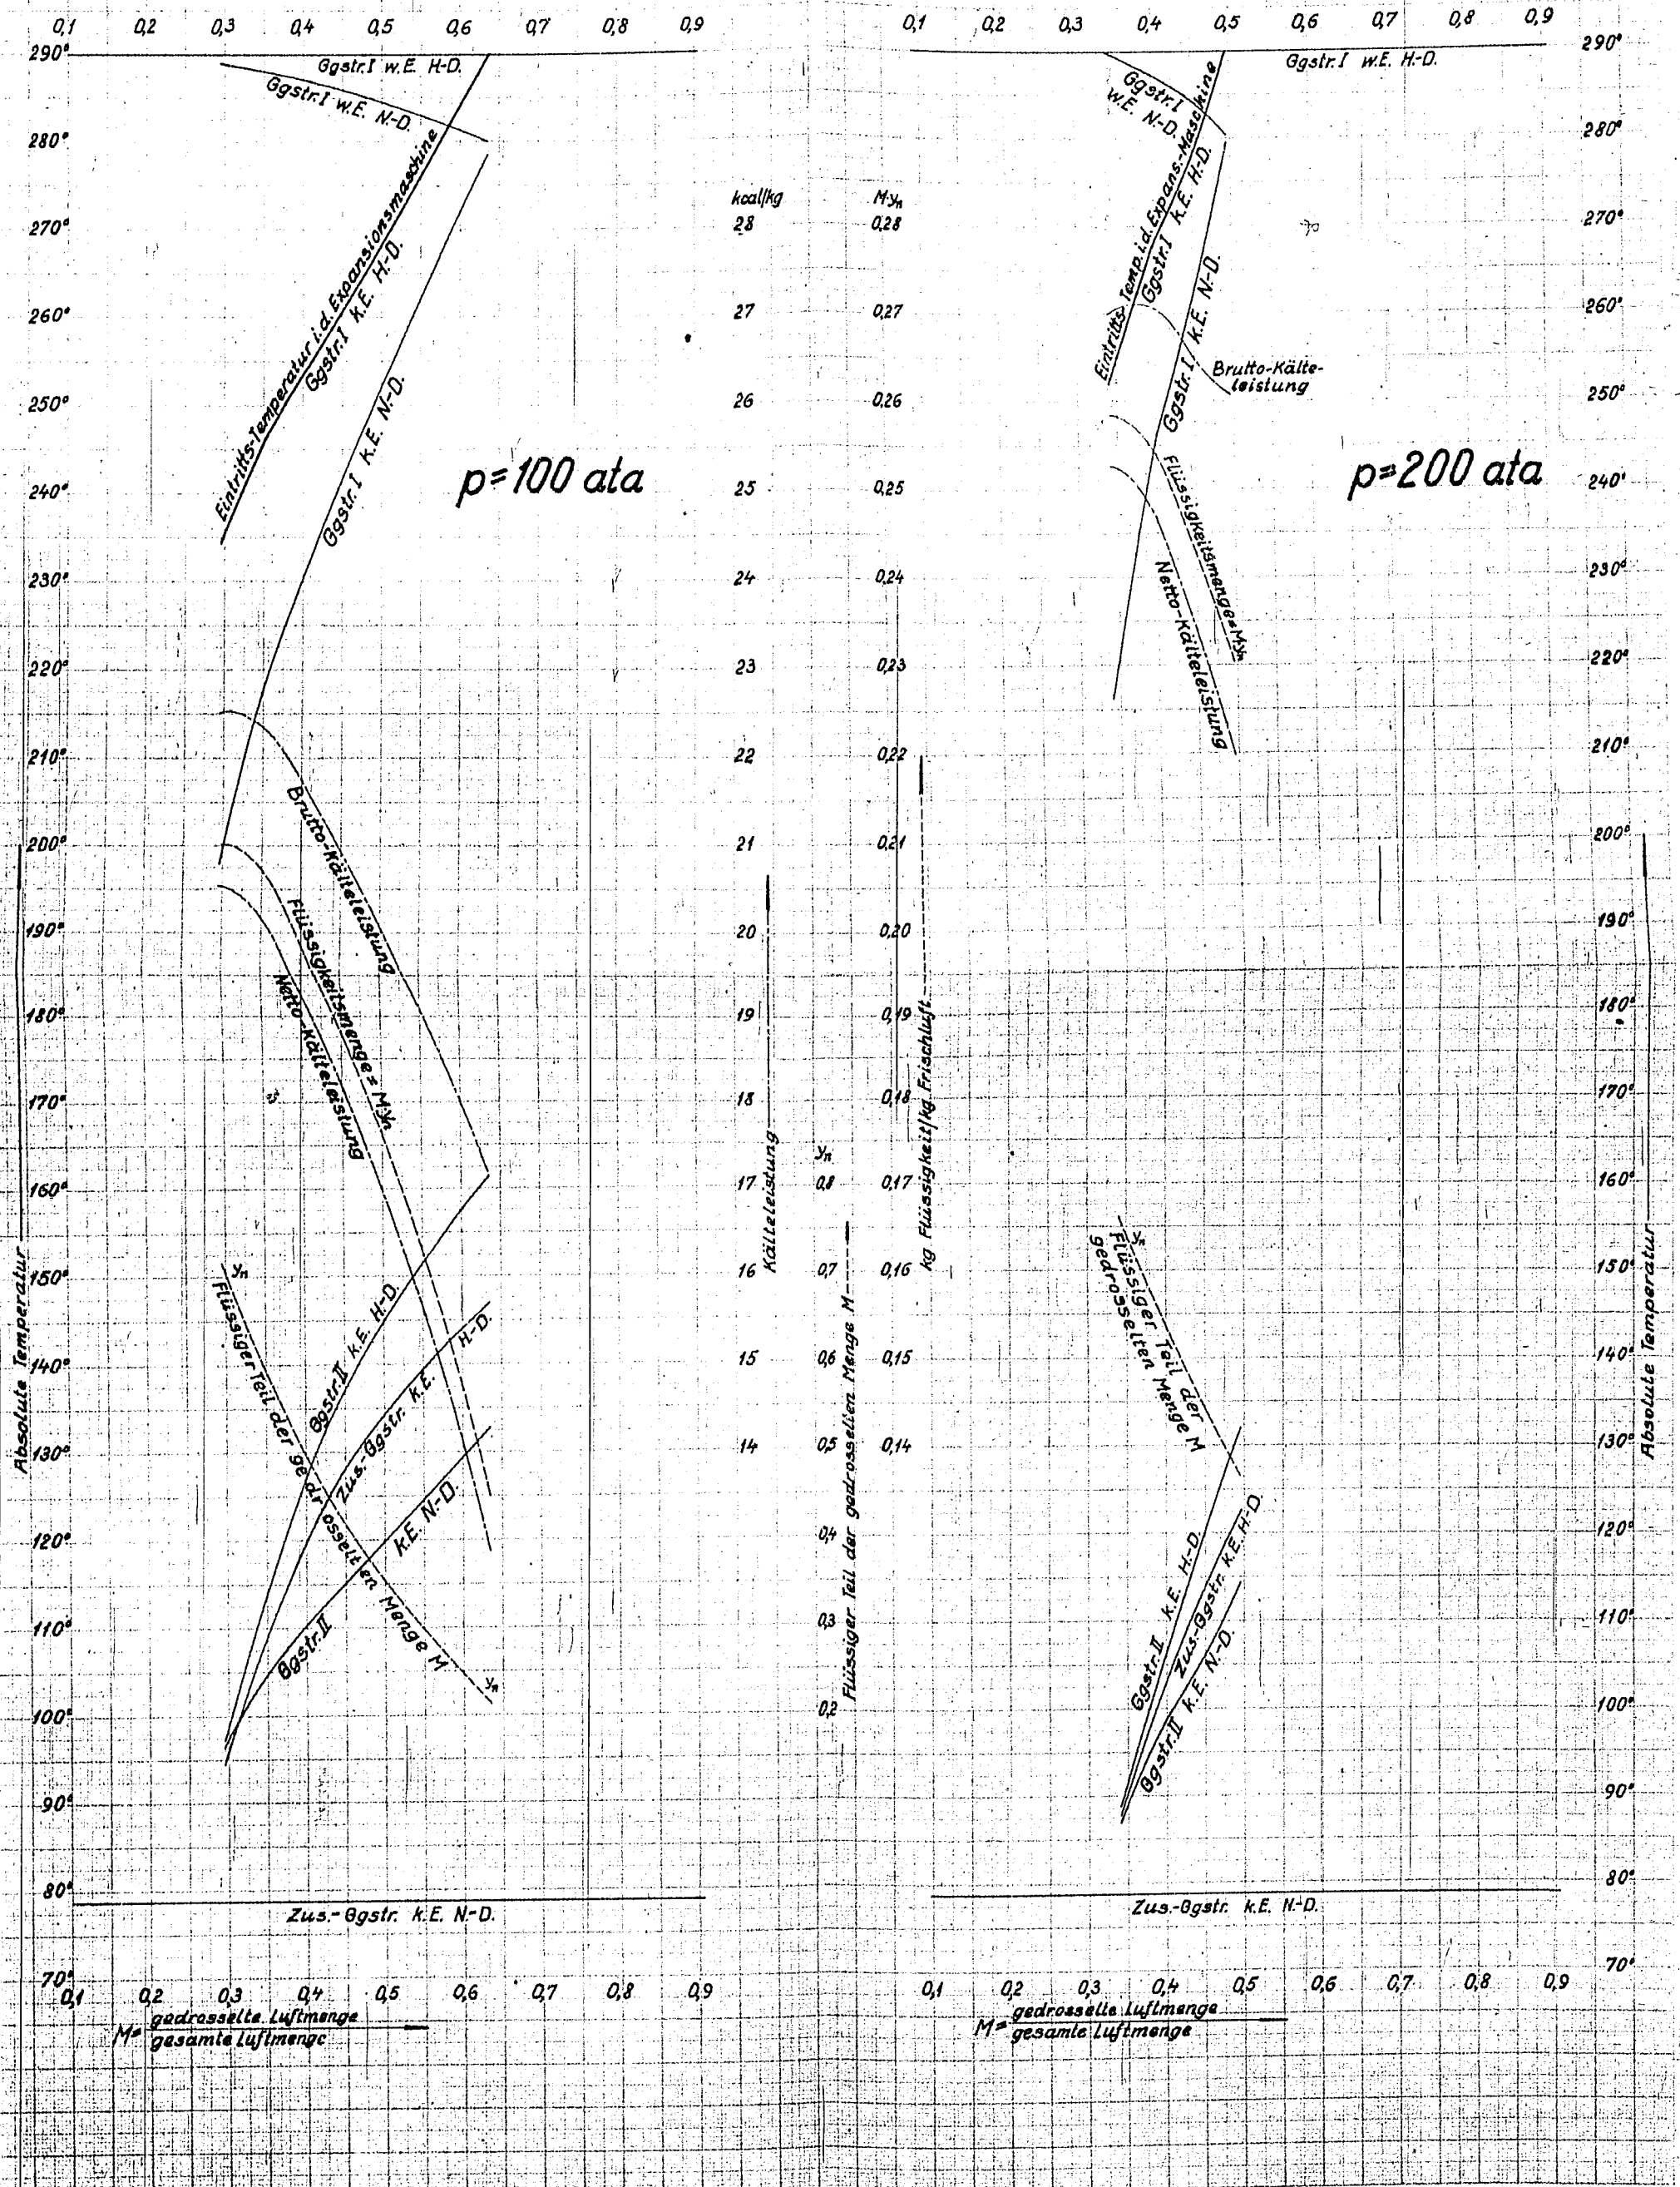 0,1 0,2 0,3 0,4 0,5 0,6 0,7 0,8 0,9
0,1 0,2 0,3 0,4 0,5 0,6 0,7 0,8 0,9
290°
280°
270°
260°
250°
240°
230°
220°
210°
200°
190°
180°
170°
160°
150°
140°
130°
120°
110°
100°
90°
80°
70°
Absolute Temperatur
Ggstr.I w.E. H-D.
Ggstr.I w.E. N-D.
Eintritts-Temperatur i.d. Expansionsmaschine
Ggstr.I k.E. H-D.
Ggstr.I k.E. N-D.
p=100 ata
Brutto-Kälteleistung
Flüssigkeitsmenge=M·yn
Netto-Kälteleistung
yn
Flüssiger Teil der gedrosselten Menge M
yn
Ggstr.II k.E. H-D.
Zus.-Ggstr. k.E. H-D.
Ggstr.II k.E. N-D.
Zus.-Ggstr. k.E. N-D.
0,1 0,2 0,3 0,4 0,5 0,6 0,7 0,8 0,9
M= gedrosselte Luftmenge
gesamte Luftmenge
kcal/kg
28
27
26
25
24
23
22
21
20
19
18
17
16
15
14
Kälteleistung
yn
0,8
0,7
0,6
0,5
0,4
0,3
0,2
Flüssiger Teil der gedrosselten Menge M
M·yn
0,28
0,27
0,26
0,25
0,24
0,23
0,22
0,21
0,20
0,19
0,18
0,17
0,16
0,15
0,14
kg Flüssigkeit/kg Frischluft
Ggstr.I w.E. H-D.
Ggstr.I
w.E. N-D.
Eintritts-Temp. i.d. Expans.-Maschine
Ggstr.I k.E. H-D.
Ggstr.I k.E. N-D.
Brutto-Kälte-
leistung
p=200 ata
Flüssigkeitsmenge=M·yn
Netto-Kälteleistung
yn
Flüssiger Teil der
gedrosselten Menge M
Ggstr.II k.E. H-D.
Zus-Ggstr. k.E. H-D.
Ggstr.II k.E. N-D.
Zus.-Ggstr. k.E. N-D.
0,1 0,2 0,3 0,4 0,5 0,6 0,7 0,8 0,9
M= gedrosselte Luftmenge
gesamte Luftmenge
290°
280°
270°
260°
250°
240°
230°
220°
210°
200°
190°
180°
170°
160°
150°
140°
130°
120°
110°
100°
90°
80°
70°
Absolute Temperatur